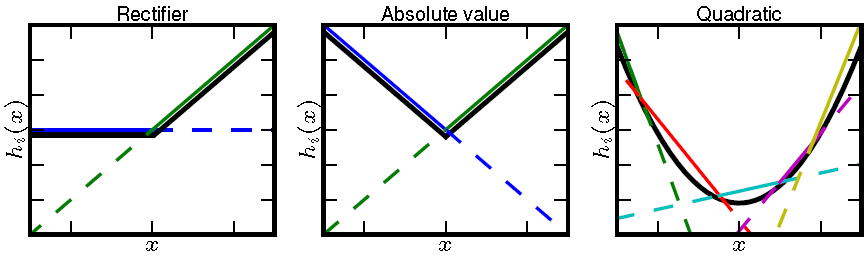 Rectifier
Absolute value
Quadratic
h_i(x)
h_i(x)
h_i(x)
x
x
x